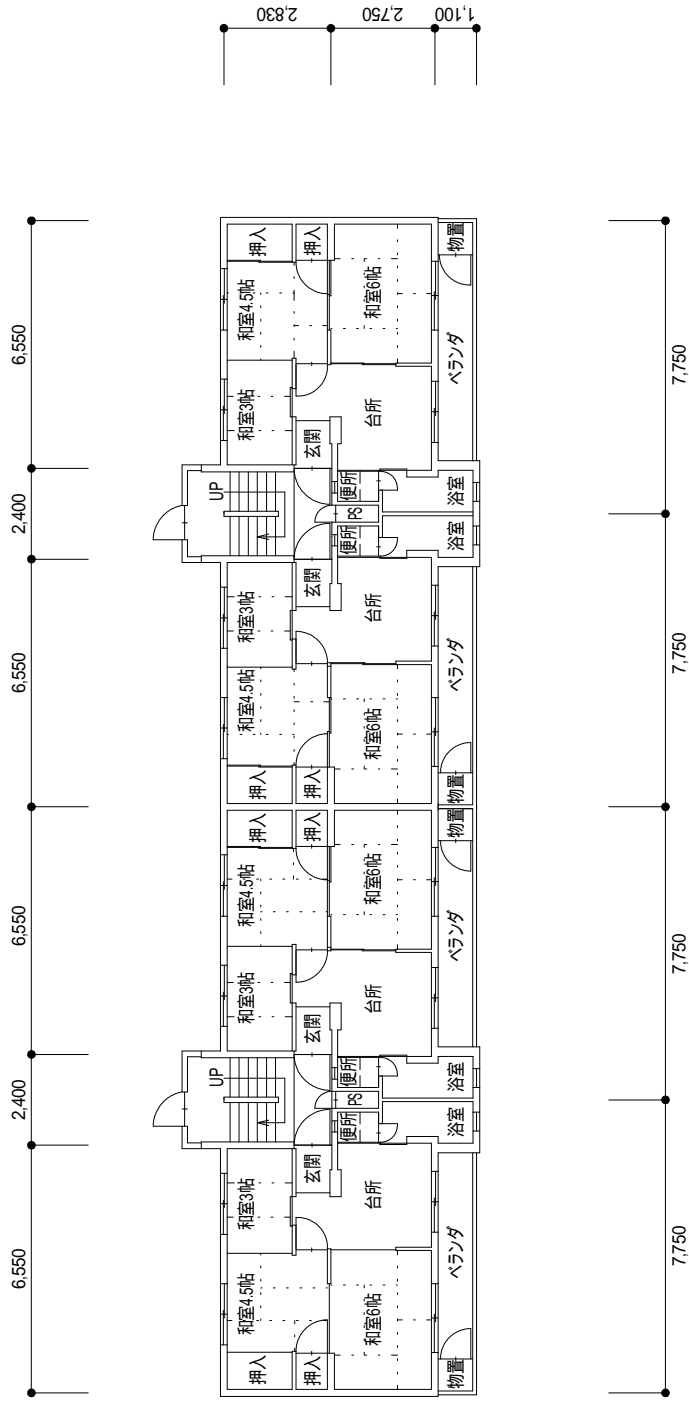 6,550
2,400
6,550
6,550
2,400
6,550
UP
UP
押入
和室4.5帖
和室3帖
和室3帖
和室4.5帖
押入
押入
和室4.5帖
和室3帖
和室3帖
和室4.5帖
押入
2,830
押入
玄関
玄関
押入
押入
玄関
玄関
押入
便所
PS
便所
便所
PS
便所
和室6帖
台所
台所
和室6帖
和室6帖
台所
台所
和室6帖
2,750
物置
ベランダ
浴室
浴室
ベランダ
物置
物置
ベランダ
浴室
浴室
ベランダ
物置
1,100
7,750
7,750
7,750
7,750